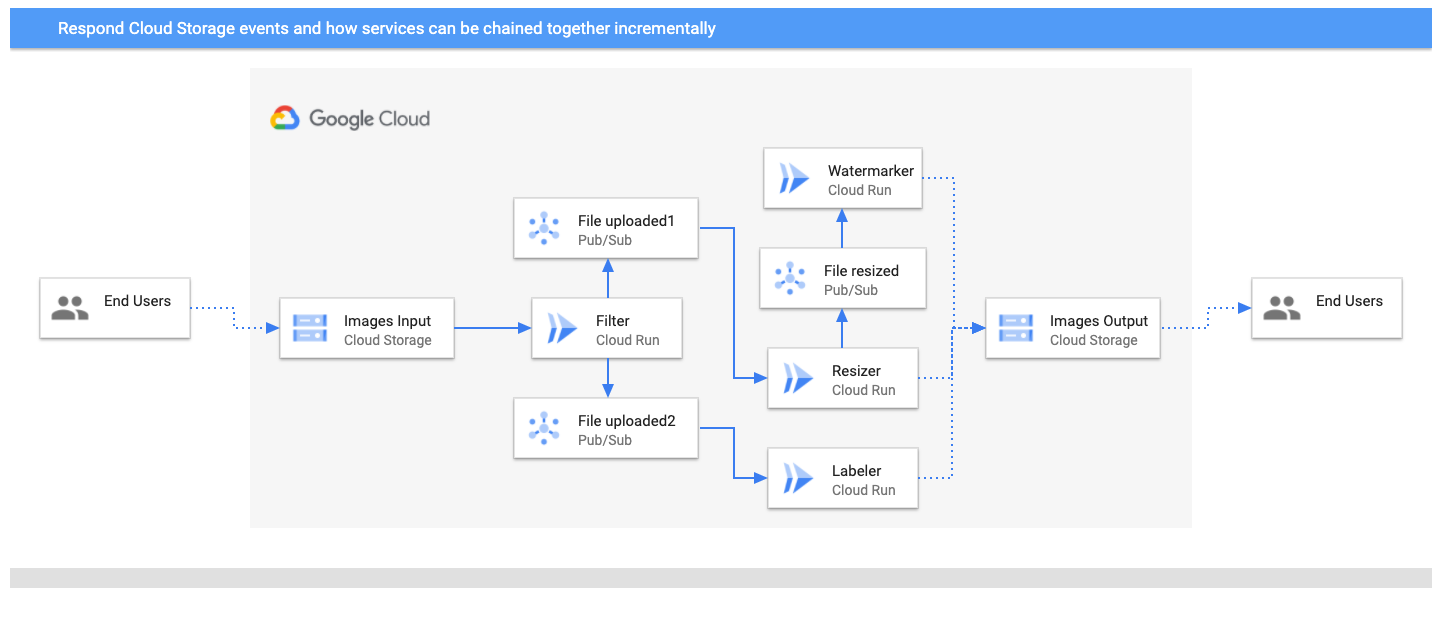 Respond Cloud Storage events and how services can be chained together incrementally
Google Cloud
Watermarker
Cloud Run
File uploaded1
Pub/Sub
File resized
Pub/Sub
End Users
Images Input
Cloud Storage
Filter
Cloud Run
Images Output
Cloud Storage
End Users
Resizer
Cloud Run
File uploaded2
Pub/Sub
Labeler
Cloud Run